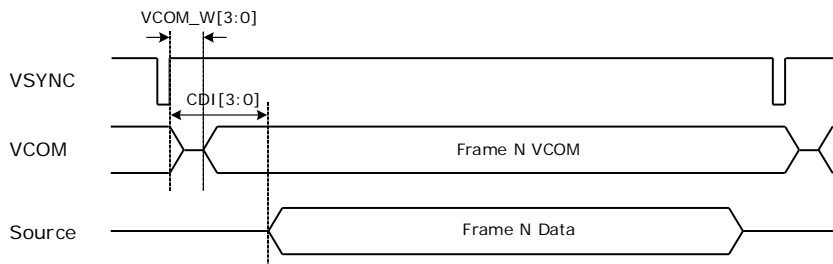 VCOM_W[3:0]
VSYNC
CDI[3:0]
VCOM
Frame N VCOM
Source
Frame N Data